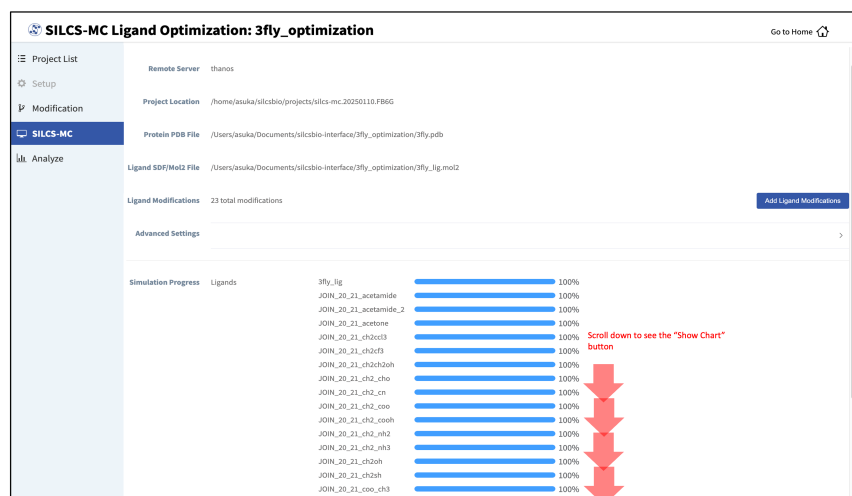 SILCS-MC Ligand Optimization: 3fly_optimization
Go to Home
Project List
Setup
Modification
SILCS-MC
Analyze
Remote Server thanos
Project Location /home/asuka/silcsbio/projects/silcs-mc.20250110.FB6G
Protein PDB File /Users/asuka/Documents/silcsbio-interface/3fly_optimization/3fly.pdb
Ligand SDF/Mol2 File /Users/asuka/Documents/silcsbio-interface/3fly_optimization/3fly_lig.mol2
Ligand Modifications 23 total modifications Add Ligand Modifications
Advanced Settings
Simulation Progress Ligands 3fly_lig 100%
JOIN_20_21_acetamide 100%
JOIN_20_21_acetamide_2 100%
JOIN_20_21_acetone 100%
JOIN_20_21_ch2ccl3 100%
JOIN_20_21_ch2cf3 100%
JOIN_20_21_ch2ch2oh 100%
JOIN_20_21_ch2_cho 100%
JOIN_20_21_ch2_cn 100%
JOIN_20_21_ch2_coo 100%
JOIN_20_21_ch2_cooh 100%
JOIN_20_21_ch2_nh2 100%
JOIN_20_21_ch2_nh3 100%
JOIN_20_21_ch2oh 100%
JOIN_20_21_ch2sh 100%
JOIN_20_21_coo_ch3 100%
Scroll down to see the “Show Chart”
button